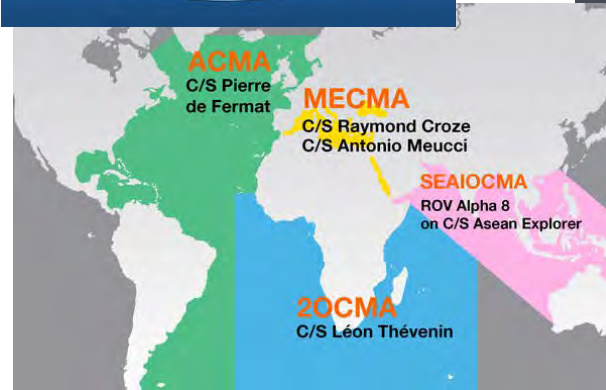 ACMA
C/S Pierre
de Fermat
MECMA
C/S Raymond Croze
C/S Antonio Meucci
SEAIOCMA
ROV Alpha 8
on C/S Asean Explorer
2OCMA
C/S Léon Thévenin